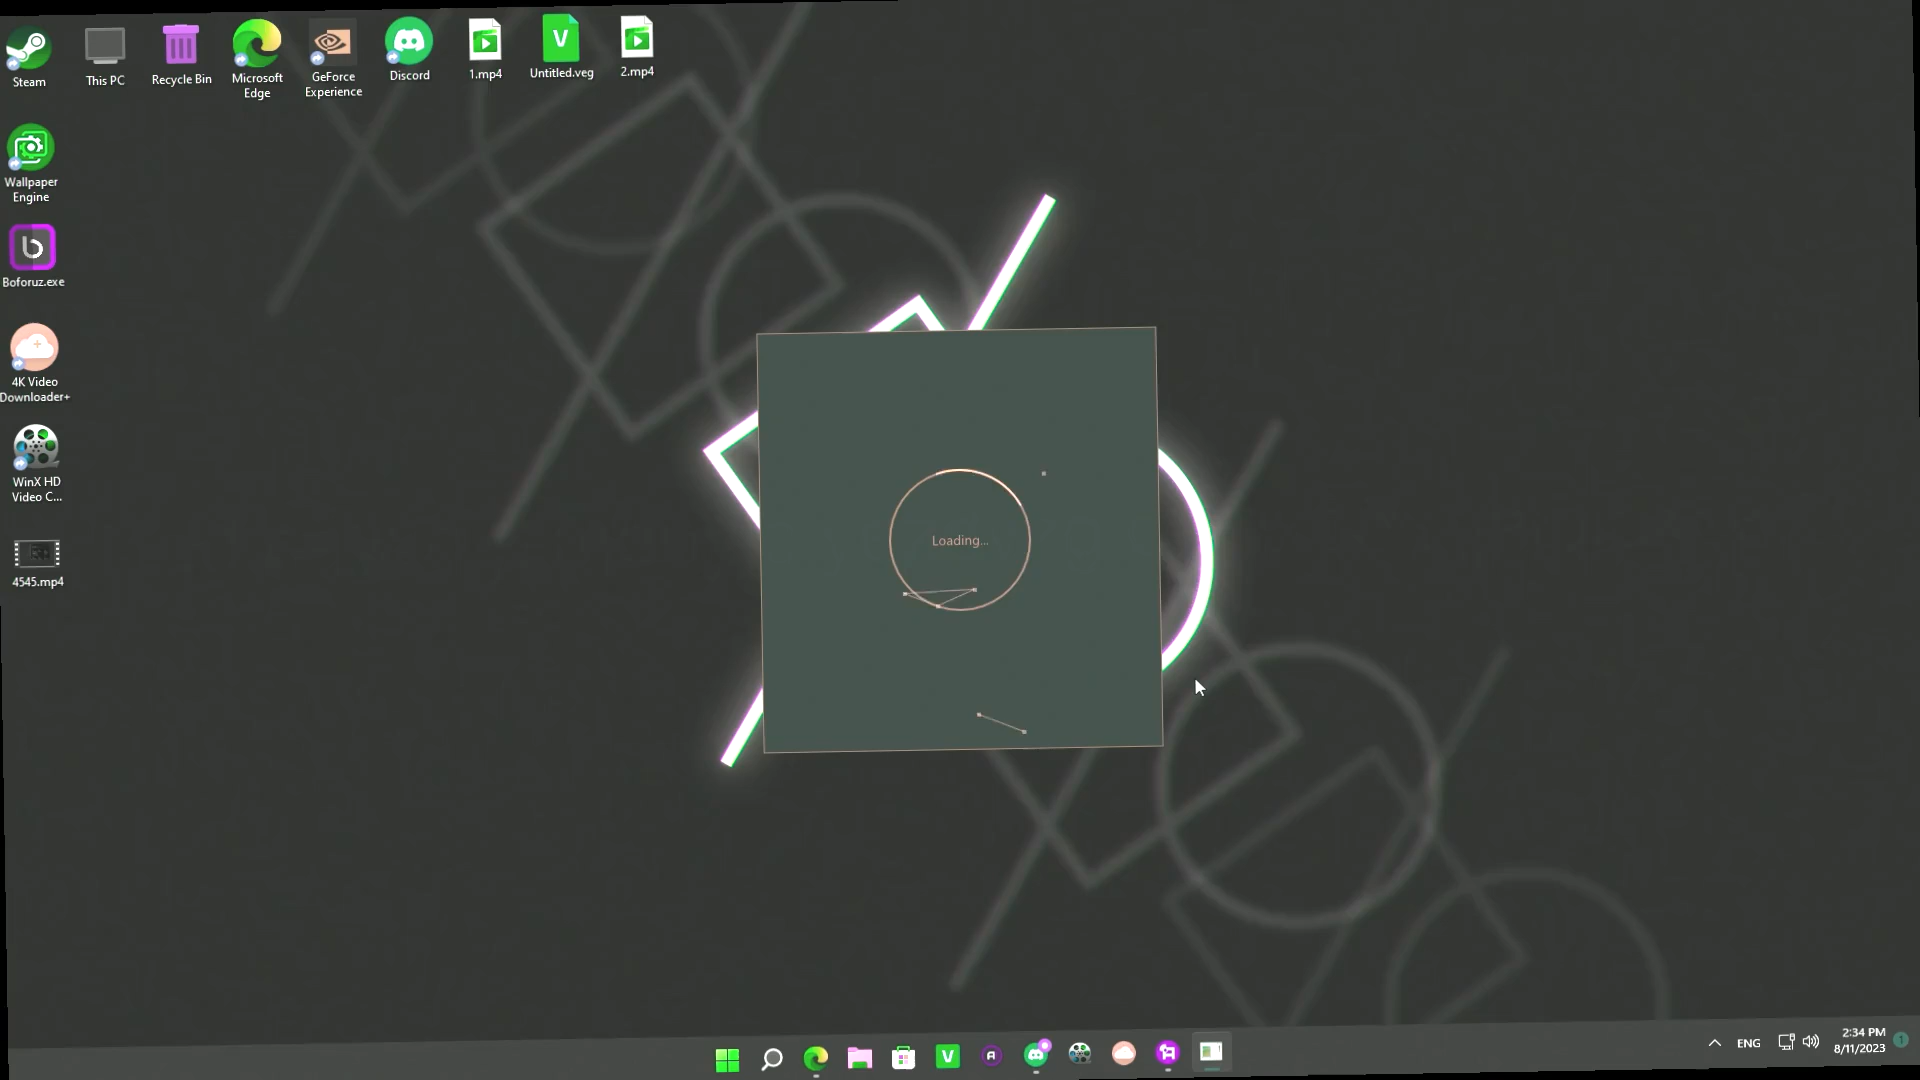 Steam
This PC
Recycle Bin
Microsoft
Edge
GeForce
Experience
Discord
1.mp4
Untitled.veg
2.mp4
Wallpaper
Engine
Boforuz.exe
4K Video
Downloader+
WinX HD
Video C...
4545.mp4
Loading...
ENG
2:34 PM
8/11/2023
1